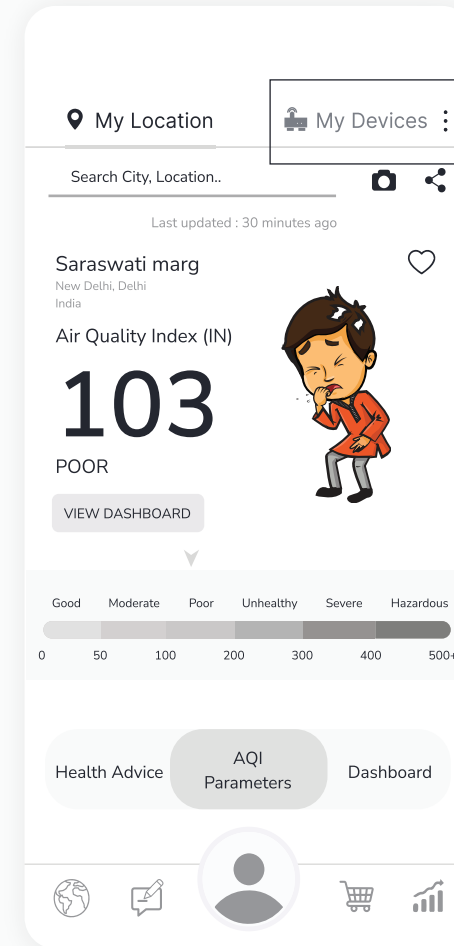 My Location
My Devices
Search City, Location..
Last updated : 30 minutes ago
Saraswati marg
New Delhi, Delhi
India
Air Quality Index (IN)
103
POOR
VIEW DASHBOARD
Good Moderate Poor Unhealthy Severe Hazardous
0 50 100 200 300 400 500+
Health Advice
AQI
Parameters
Dashboard